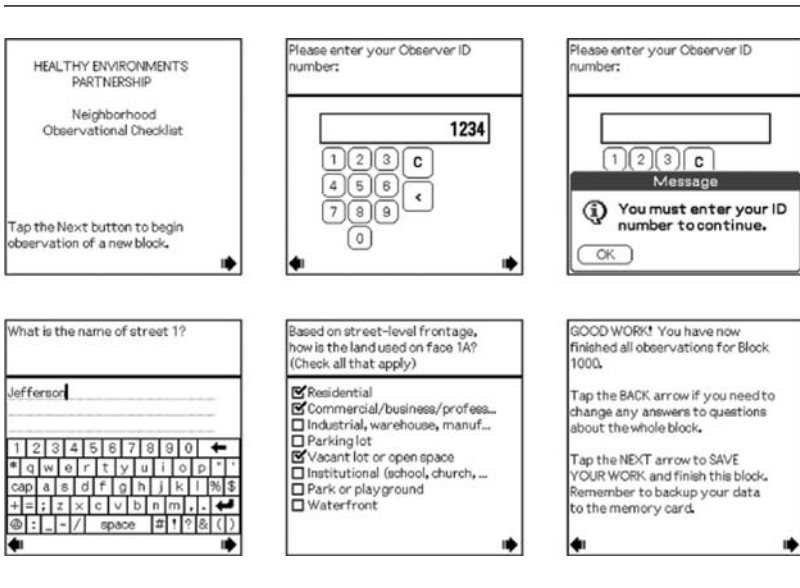 HEALTHY ENVIRONMENTS
PARTNERSHIP
Neighborhood
Observational Checklist
Tap the Next button to begin
observation of a new block.
Please enter your Observer ID
number:
1234
1 2 3 C
4 5 6 <
7 8 9
0
Please enter your Observer ID
number:
1 2 3 C
Message
You must enter your ID
number to continue.
OK
What is the name of street 1?
Jefferson
1 2 3 4 5 6 7 8 9 0
* q w e r t y u i o p " '
cap a s d f g h j k l % $
+ = ; z x c v b n m , .
@ : _ - / space # ! ? & ( )
Based on street-level frontage,
how is the land used on face 1A?
(Check all that apply)
Residential
Commercial/business/profess...
Industrial, warehouse, manuf...
Parking lot
Vacant lot or open space
Institutional (school, church, ...
Park or playground
Waterfront
GOOD WORK! You have now
finished all observations for Block
1000.
Tap the BACK arrow if you need to
change any answers to questions
about the whole block.
Tap the NEXT arrow to SAVE
YOUR WORK and finish this block.
Remember to backup your data
to the memory card.